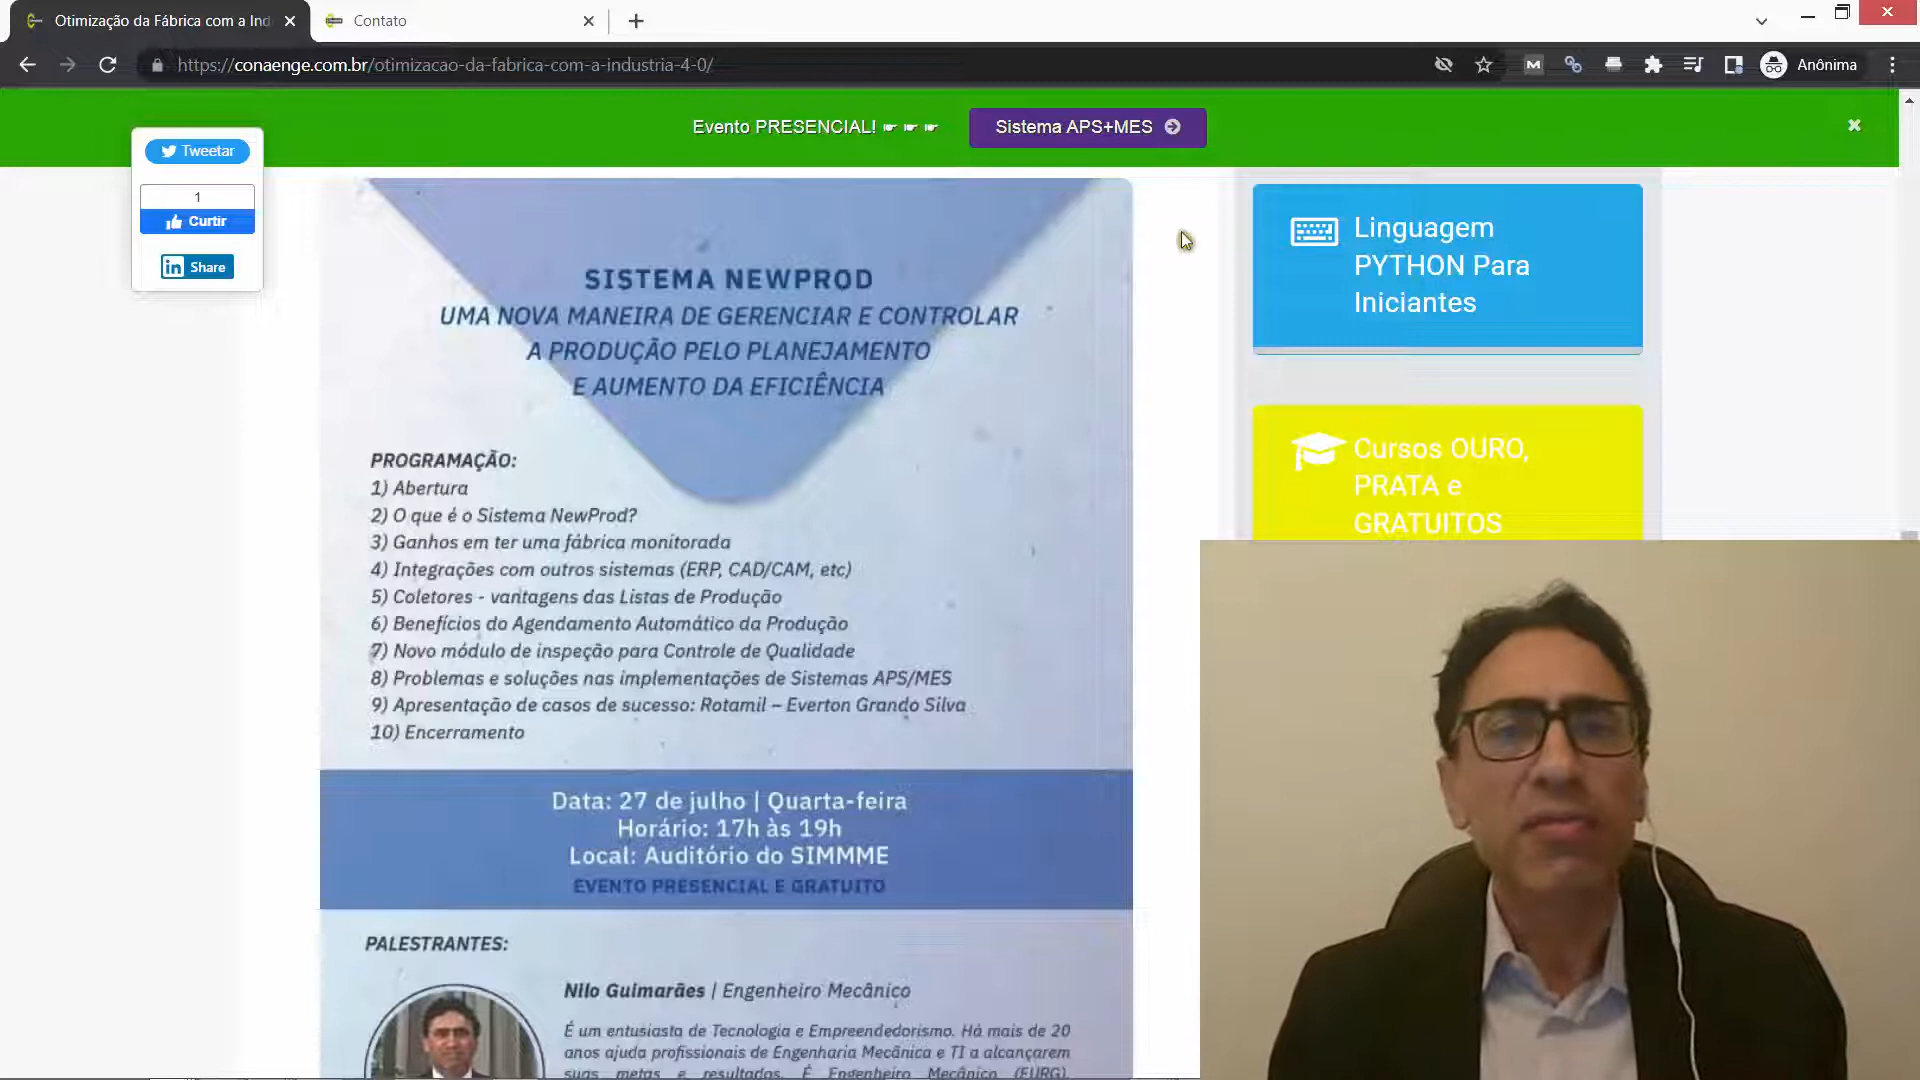 Otimização da Fábrica com a Ind
Contato
https://conaenge.com.br/otimizacao-da-fabrica-com-a-industria-4-0/
Anônima
Evento PRESENCIAL!
Sistema APS+MES
Tweetar
1
Curtir
in Share
SISTEMA NEWPROD
UMA NOVA MANEIRA DE GERENCIAR E CONTROLAR
A PRODUÇÃO PELO PLANEJAMENTO
E AUMENTO DA EFICIÊNCIA
PROGRAMAÇÃO:
1) Abertura
2) O que é o Sistema NewProd?
3) Ganhos em ter uma fábrica monitorada
4) Integrações com outros sistemas (ERP, CAD/CAM, etc)
5) Coletores - vantagens das Listas de Produção
6) Benefícios do Agendamento Automático da Produção
7) Novo módulo de inspeção para Controle de Qualidade
8) Problemas e soluções nas implementações de Sistemas APS/MES
9) Apresentação de casos de sucesso: Rotamil – Everton Grando Silva
10) Encerramento
Data: 27 de julho | Quarta-feira
Horário: 17h às 19h
Local: Auditório do SIMMME
EVENTO PRESENCIAL E GRATUITO
PALESTRANTES:
Nilo Guimarães | Engenheiro Mecânico
É um entusiasta de Tecnologia e Empreendedorismo. Há mais de 20
anos ajuda profissionais de Engenharia Mecânica e TI a alcançarem
suas metas e resultados. É Engenheiro Mecânico (FURG),
Linguagem
PYTHON Para
Iniciantes
Cursos OURO,
PRATA e
GRATUITOS